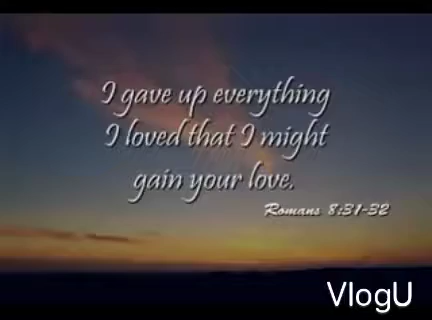 I gave up everything
I loved that I might
gain your love.
Romans 8:31-32
VlogU